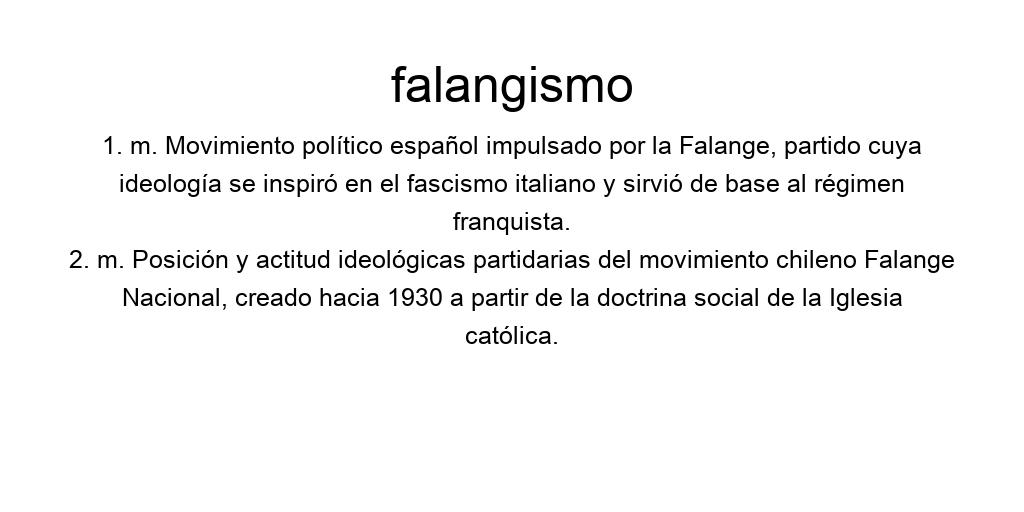 falangismo
1. m. Movimiento político español impulsado por la Falange, partido cuya
ideología se inspiró en el fascismo italiano y sirvió de base al régimen
franquista.
2. m. Posición y actitud ideológicas partidarias del movimiento chileno Falange
Nacional, creado hacia 1930 a partir de la doctrina social de la Iglesia
católica.